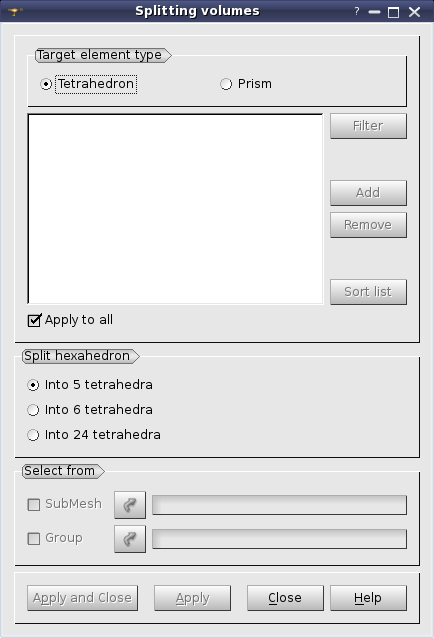 Splitting volumes
?
Target element type
Tetrahedron Prism
Filter
Add
Remove
Sort list
Apply to all
Split hexahedron
Into 5 tetrahedra
Into 6 tetrahedra
Into 24 tetrahedra
Select from
SubMesh
Group
Apply and Close Apply Close Help